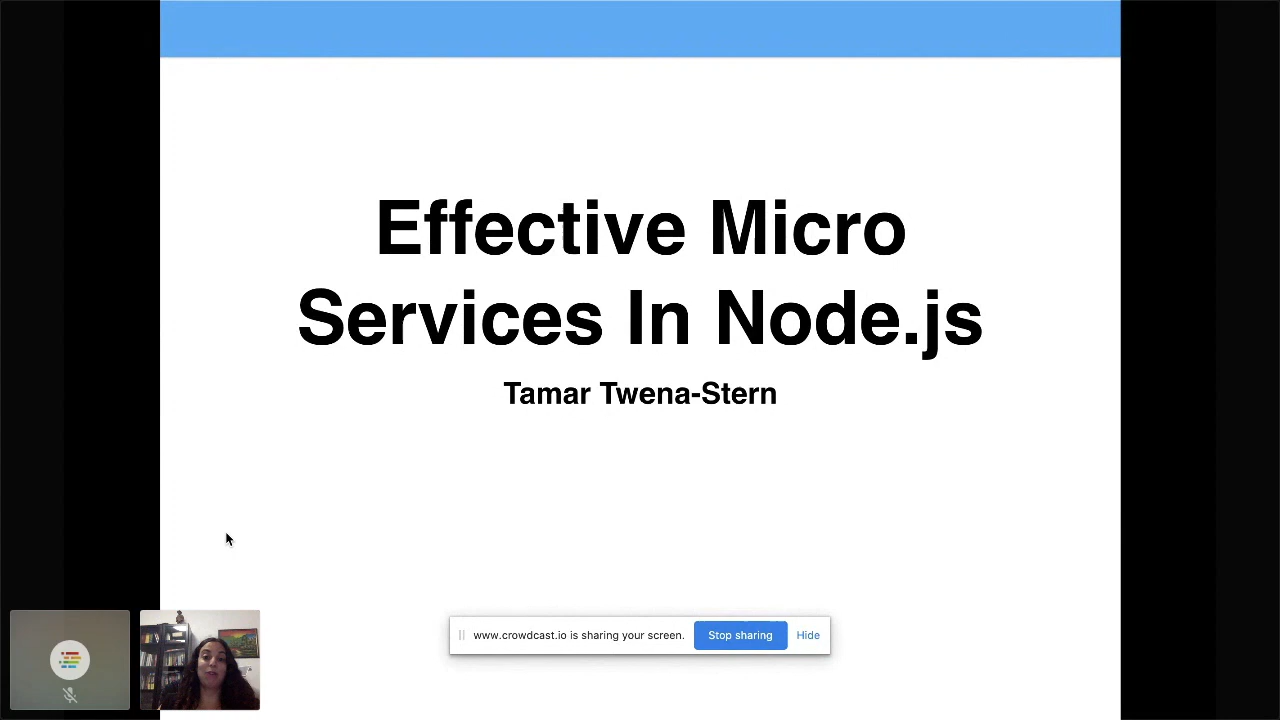 Effective Micro
Services In Node.js
Tamar Twena-Stern
www.crowdcast.io is sharing your screen. Stop sharing Hide